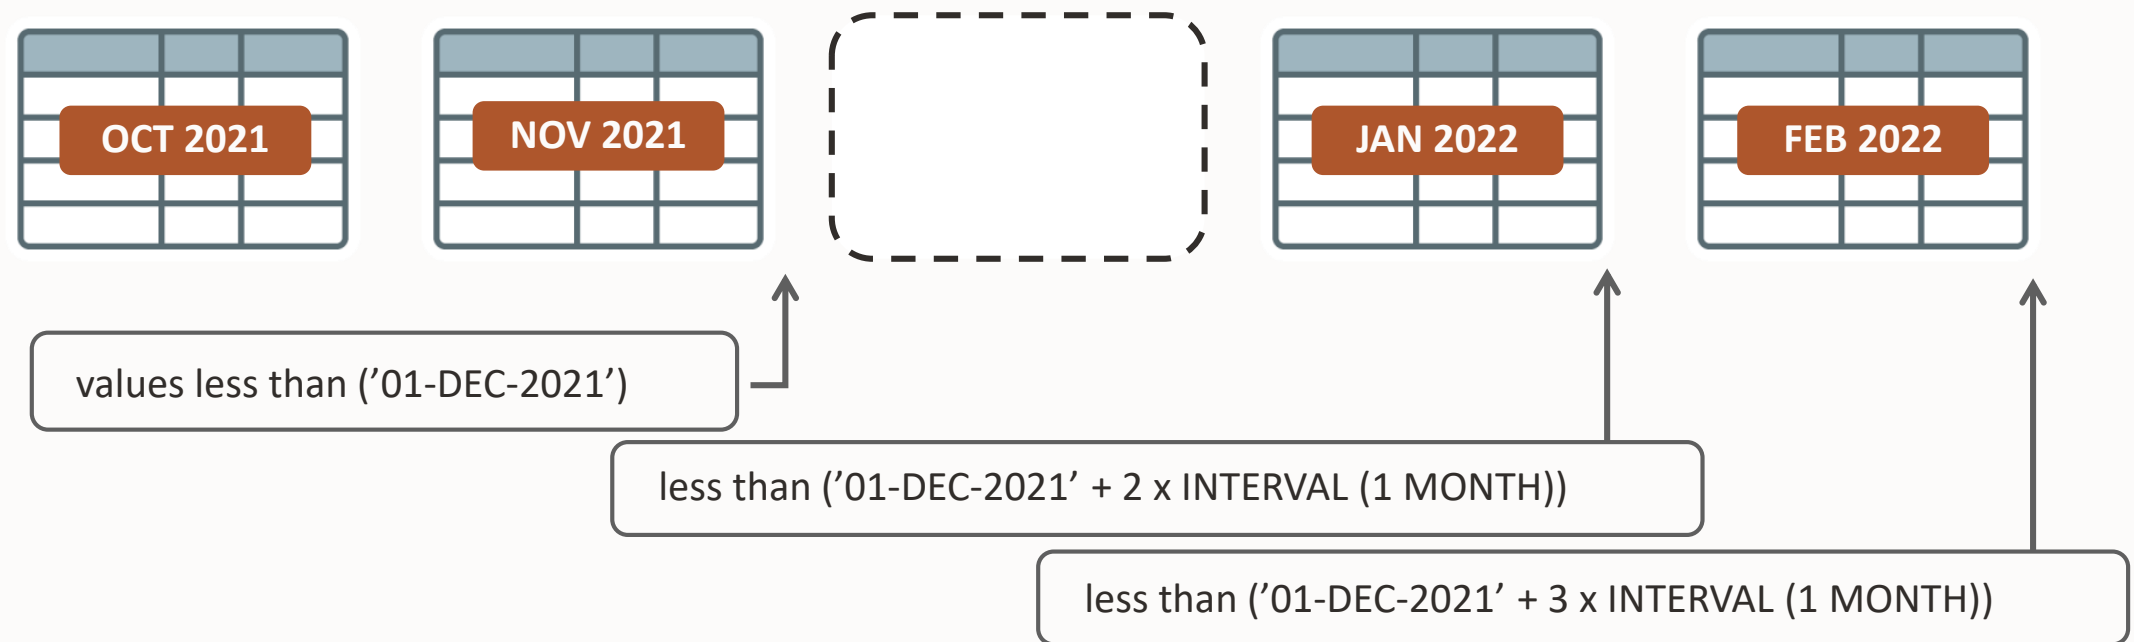 OCT 2021
NOV 2021
JAN 2022
FEB 2022
values less than (’01-DEC-2021’)
less than (’01-DEC-2021’ + 2 x INTERVAL (1 MONTH))
less than (’01-DEC-2021’ + 3 x INTERVAL (1 MONTH))